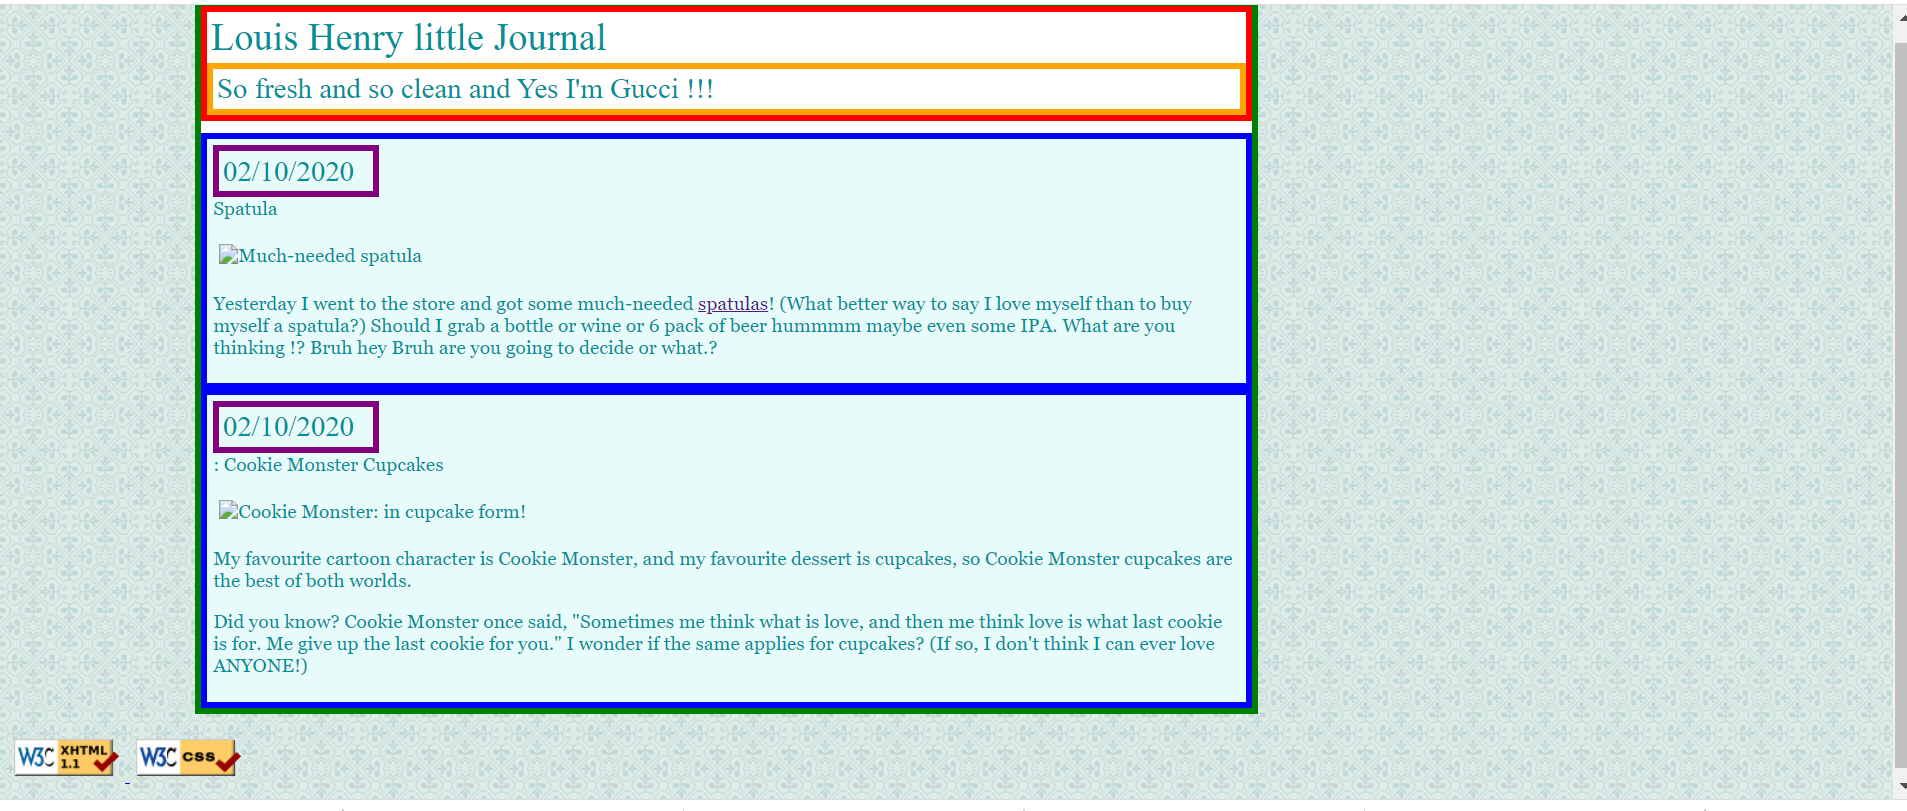 Louis Henry little Journal
So fresh and so clean and Yes I'm Gucci !!!
02/10/2020
Spatula
Much-needed spatula
Yesterday I went to the store and got some much-needed spatulas! (What better way to say I love myself than to buy
myself a spatula?) Should I grab a bottle or wine or 6 pack of beer hummmm maybe even some IPA. What are you
thinking !? Bruh hey Bruh are you going to decide or what.?
02/10/2020
: Cookie Monster Cupcakes
Cookie Monster: in cupcake form!
My favourite cartoon character is Cookie Monster, and my favourite dessert is cupcakes, so Cookie Monster cupcakes are
the best of both worlds.
Did you know? Cookie Monster once said, "Sometimes me think what is love, and then me think love is what last cookie
is for. Me give up the last cookie for you." I wonder if the same applies for cupcakes? (If so, I don't think I can ever love
ANYONE!)
W3C XHTML 1.1
W3C css